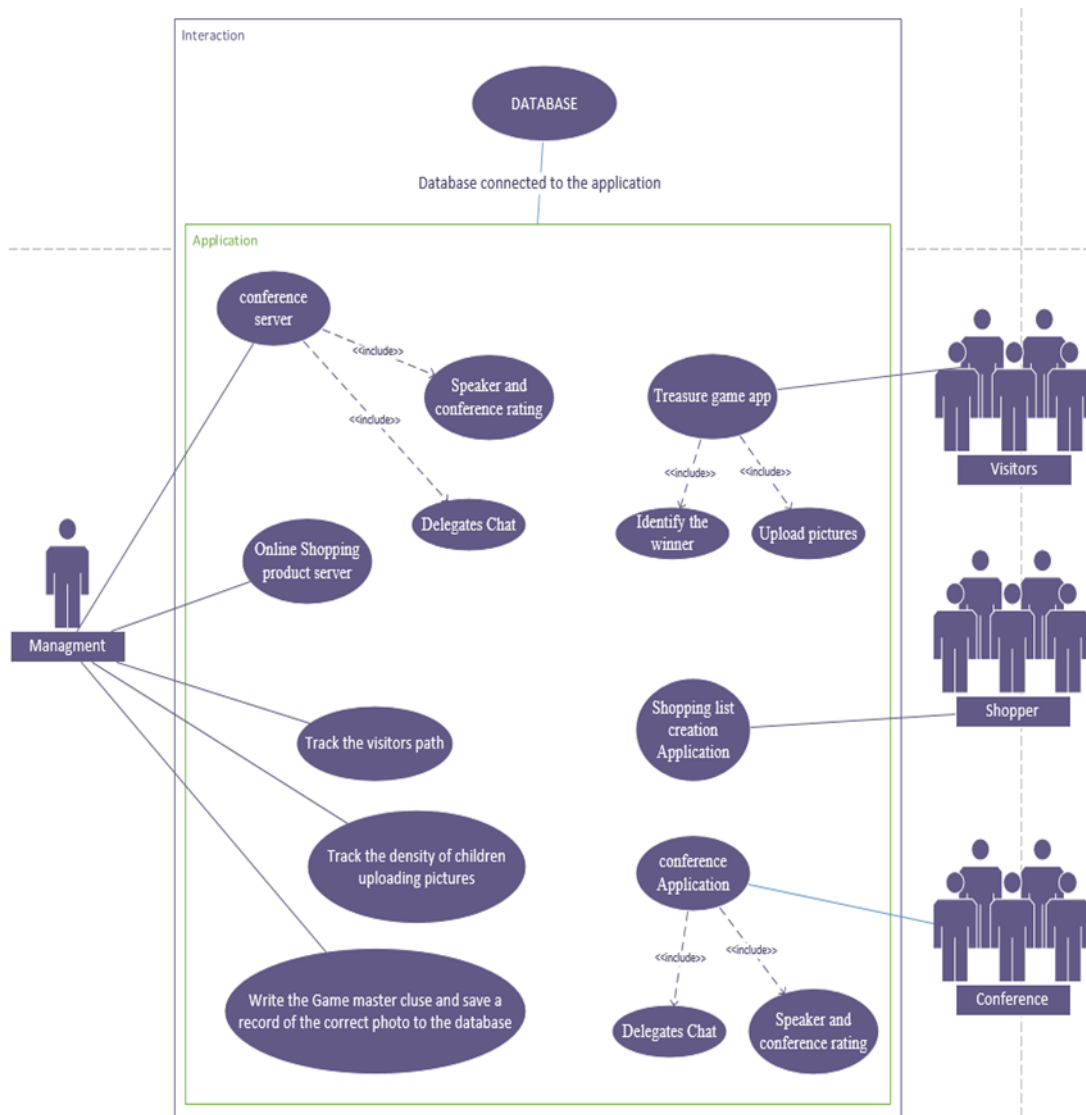 Interaction
DATABASE
Database connected to the application
Application
conference
server
<<include>>
Speaker and
conference rating
<<include>>
Delegates Chat
Treasure game app
<<include>>
<<include>>
Identify the
winner
Upload pictures
Visitors
Online Shopping
product server
Managment
Shopping list
creation
Application
Shopper
Track the visitors path
Track the density of children
uploading pictures
conference
Application
<<include>>
<<include>>
Delegates Chat
Speaker and
conference rating
Conference
Write the Game master cluse and save a
record of the correct photo to the database